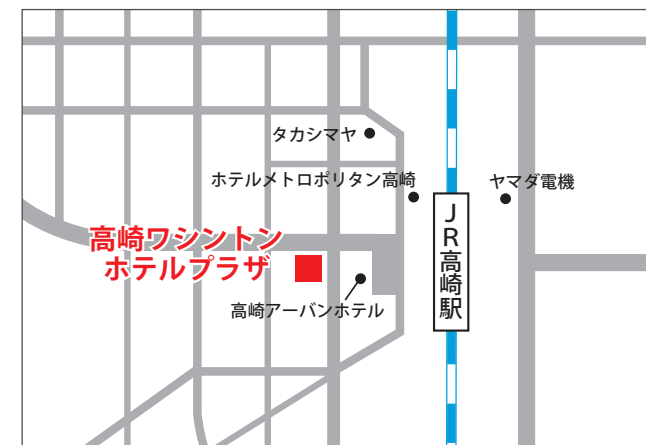 タカシマヤ
ホテルメトロポリタン高崎
ヤマダ電機
JR高崎駅
高崎ワシントン
ホテルプラザ
高崎アーバンホテル